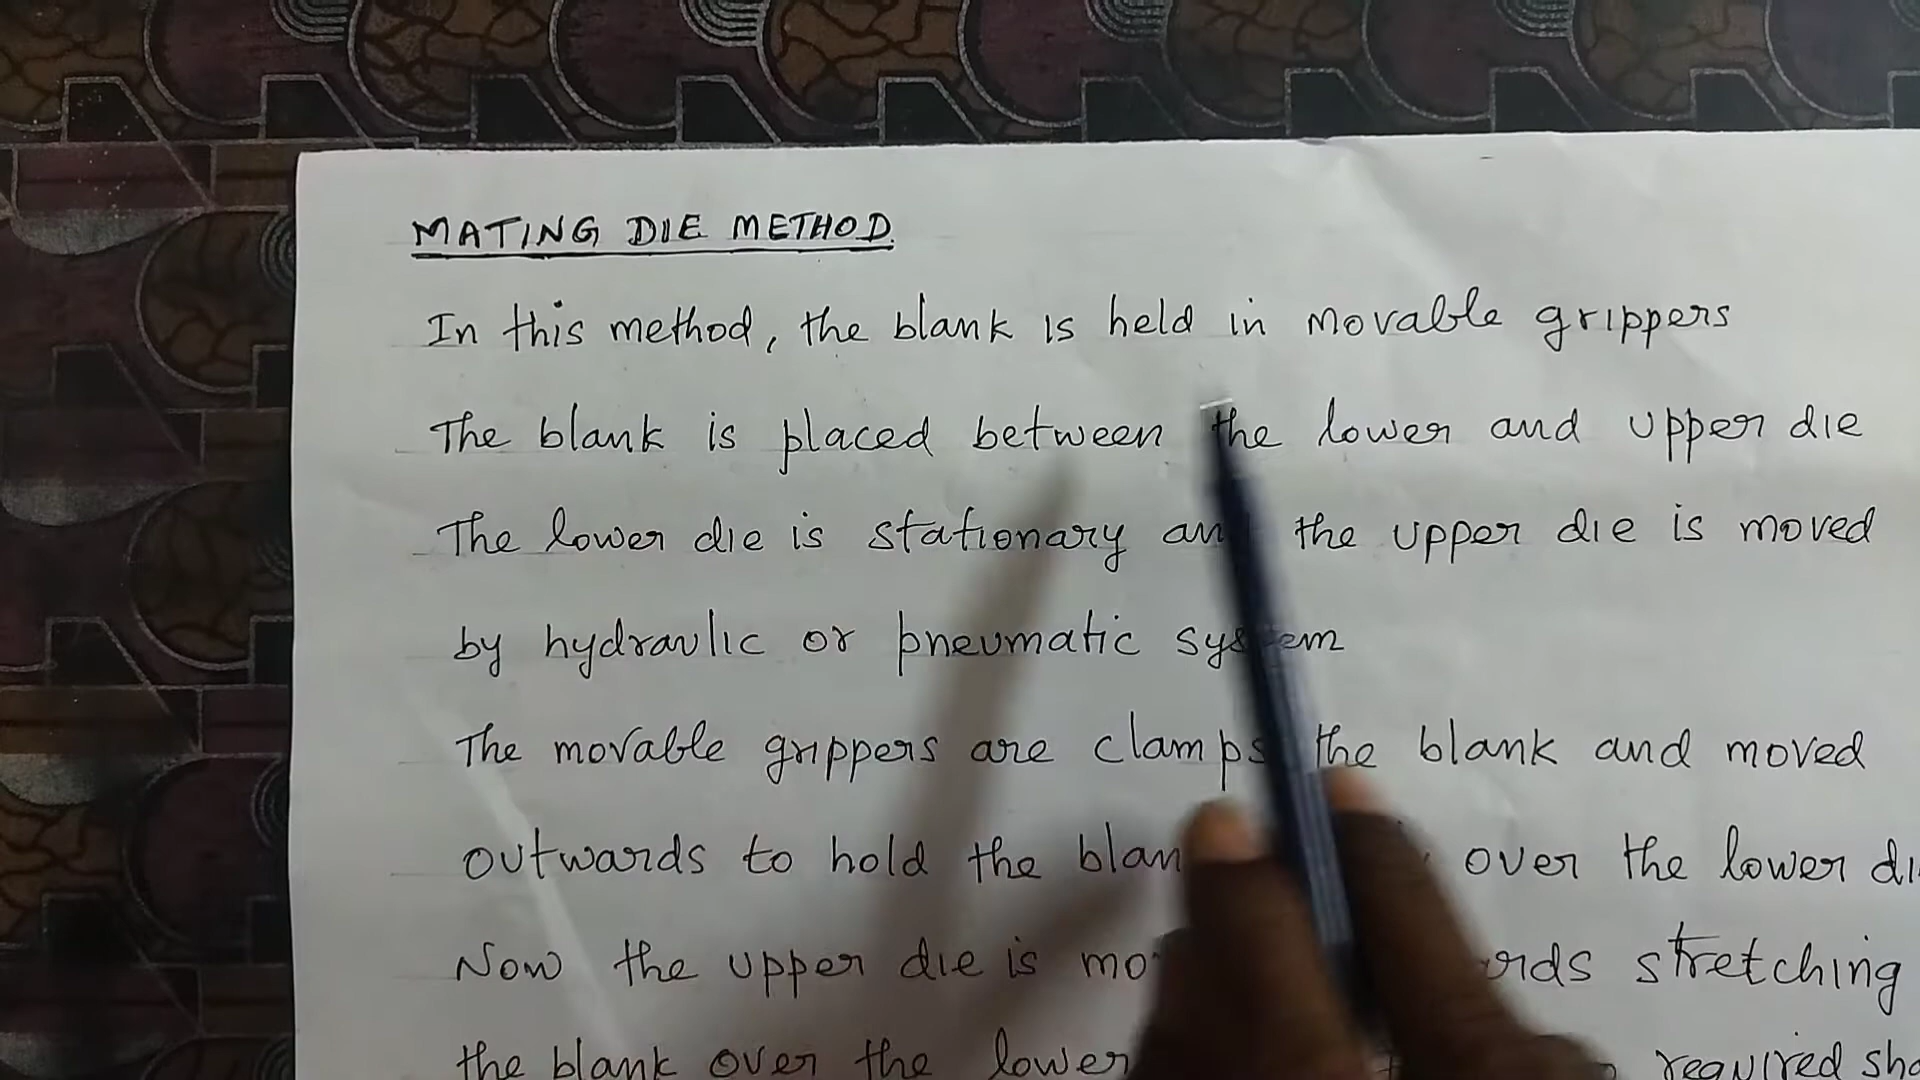 MATING DIE METHOD
In this method, the blank is held in movable grippers
The blank is placed between the lower and upper die
The lower die is stationary and the upper die is moved
by hydraulic or pneumatic system
The movable grippers are clamps the blank and moved
outwards to hold the over the lower
Now the upper die is stretching
the blank over the lower required